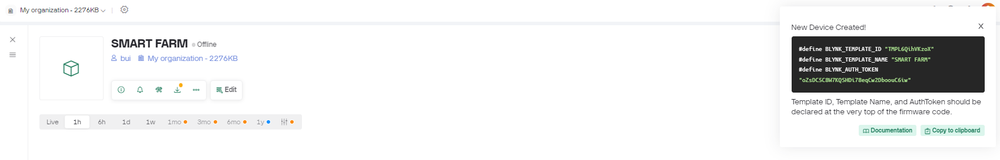 My organization - 2276KB
SMART FARM Offline
bui My organization - 2276KB
Edit
Live 1h 6h 1d 1w 1mo 3mo 6mo 1y
New Device Created! X
#define BLYNK_TEMPLATE_ID "TMPL6QihVKzoX"
#define BLYNK_TEMPLATE_NAME "SMART FARM"
#define BLYNK_AUTH_TOKEN
"oZsDC5C8W7KQSHDi78eqCw2DboouC6iw"
Template ID, Template Name, and AuthToken should be
declared at the very top of the firmware code.
Documentation Copy to clipboard